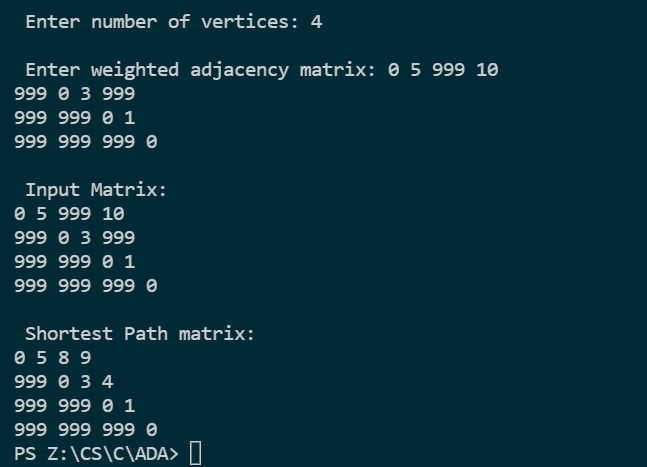 Enter number of vertices: 4
Enter weighted adjacency matrix: 0 5 999 10
999 0 3 999
999 999 0 1
999 999 999 0
Input Matrix:
0 5 999 10
999 0 3 999
999 999 0 1
999 999 999 0
Shortest Path matrix:
0 5 8 9
999 0 3 4
999 999 0 1
999 999 999 0
PS Z:\CS\C\ADA>